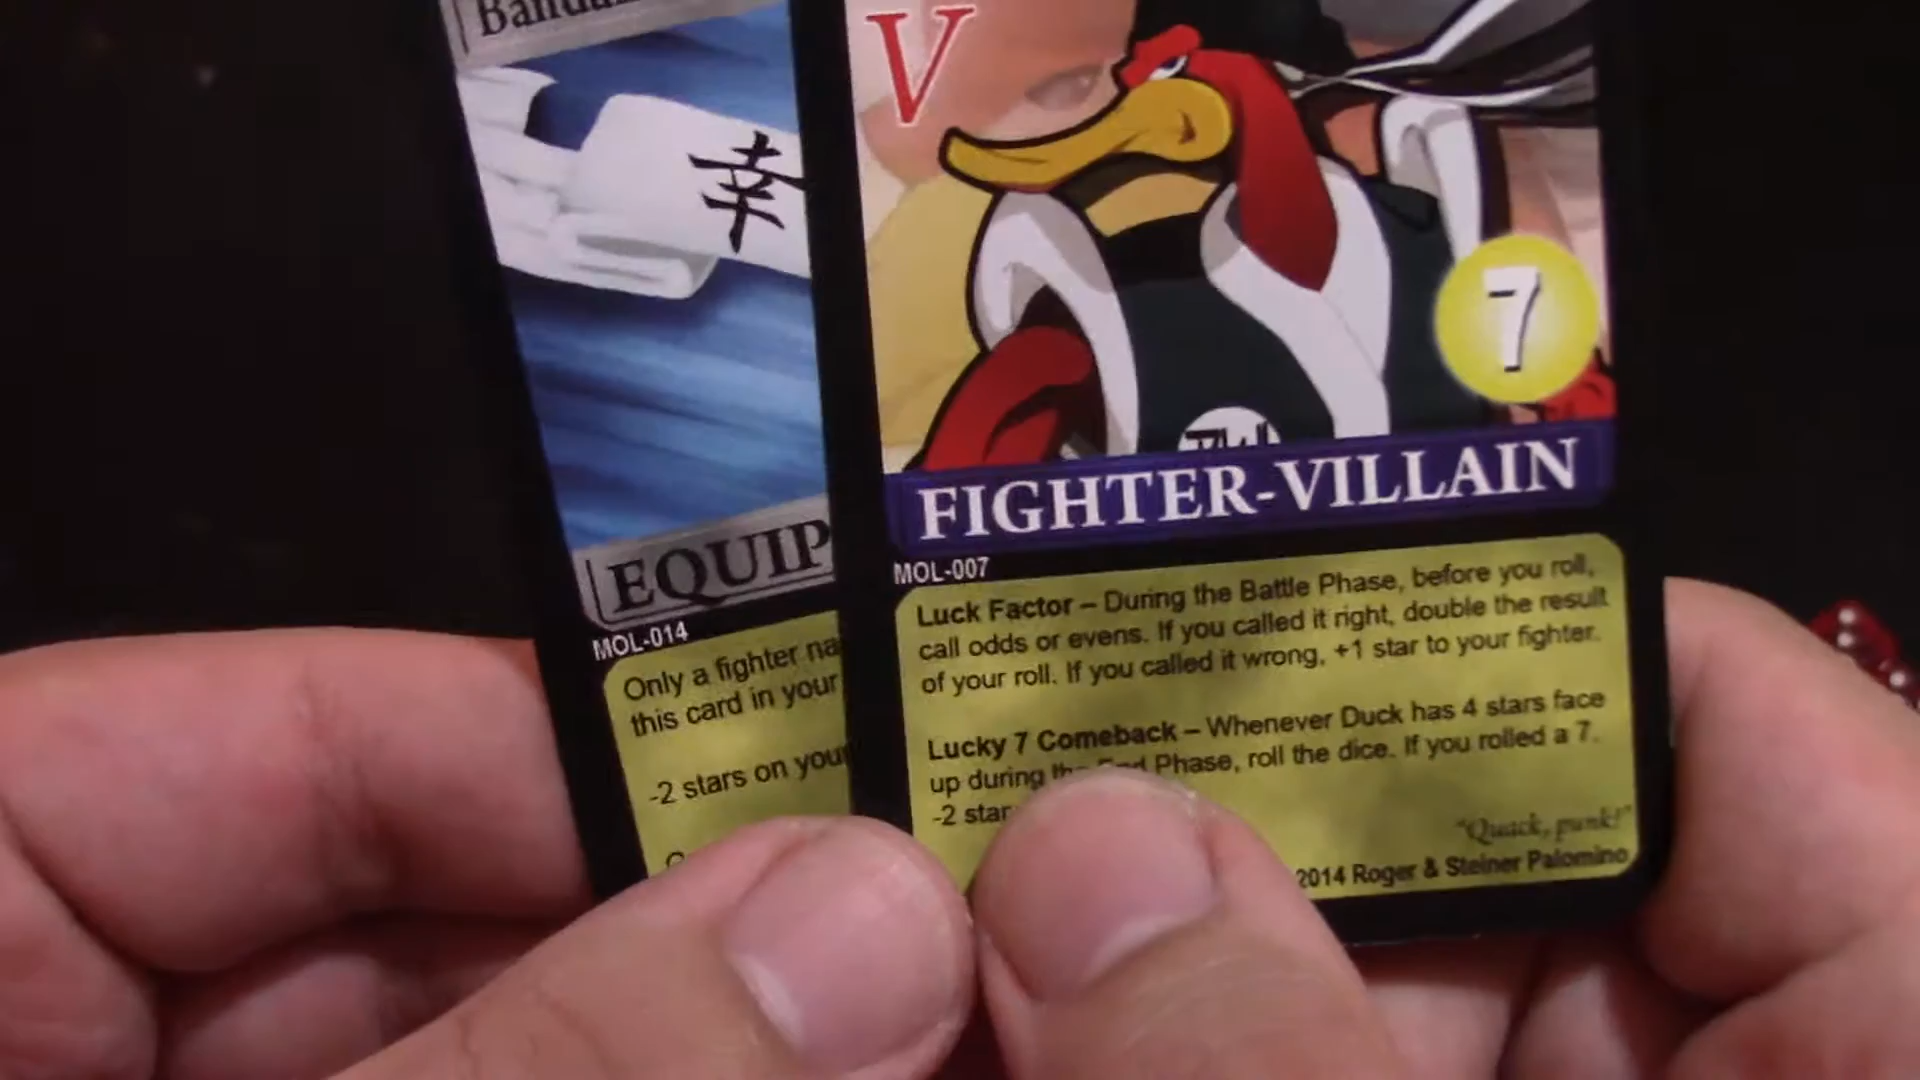 幸
EQUIP
MOL-014
Only a fighter na
this card in your
-2 stars on you
V
7
FIGHTER-VILLAIN
MOL-007
Luck Factor – During the Battle Phase, before you roll,
call odds or evens. If you called it right, double the result
of your roll. If you called it wrong, +1 star to your fighter.
Lucky 7 Comeback – Whenever Duck has 4 stars face
up during the End Phase, roll the dice. If you rolled a 7,
-2 star
"Quack, punk!"
2014 Roger & Steiner Palomino